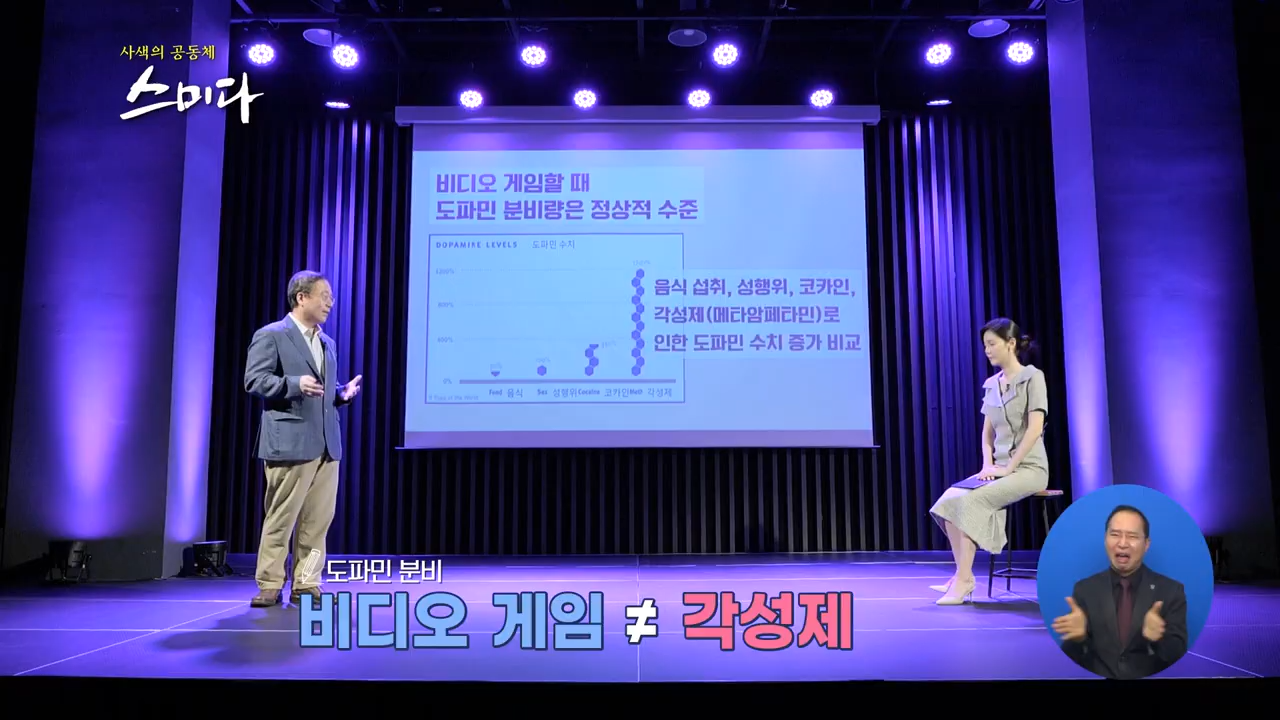 사색의 공동체
스미다
비디오 게임할 때
도파민 분비량은 정상적 수준
DOPAMIRE LEVELS 도파민 수치
0%
Food 음식 Sex 성행위 Cocaine 코카인 Meth 각성제
음식 섭취, 성행위, 코카인,
각성제(메타암페타민)로
인한 도파민 수치 증가 비교
도파민 분비
비디오 게임 ≠ 각성제